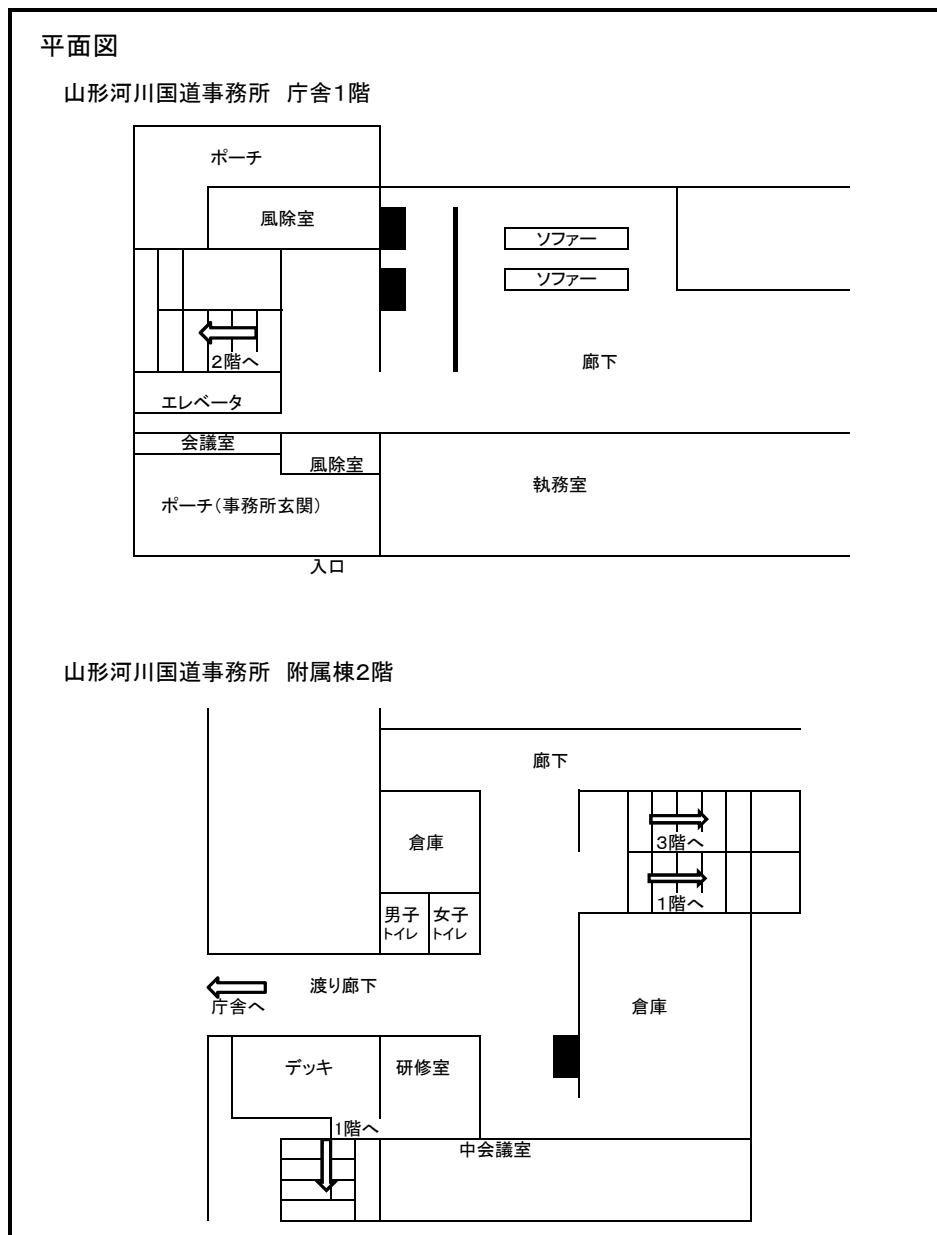 平面図
山形河川国道事務所 庁舎1階
ポーチ
風除室
ソファー
ソファー
2階へ
廊下
エレベータ
会議室
風除室
執務室
ポーチ(事務所玄関)
入口
山形河川国道事務所 附属棟2階
廊下
倉庫
3階へ
1階へ
男子
トイレ
女子
トイレ
渡り廊下
庁舎へ
倉庫
デッキ
研修室
1階へ
中会議室